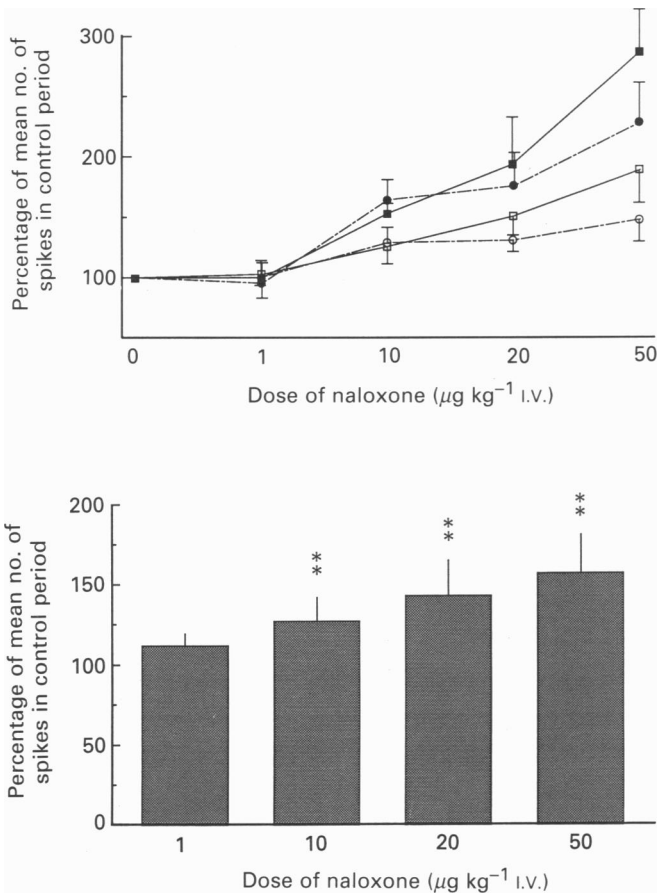 Percentage of mean no. of
spikes in control period
300
200
100
0 1 10 20 50
Dose of naloxone (μg kg⁻¹ I.V.)
Percentage of mean no. of
spikes in control period
200
150
100
50
0
**
**
**
1 10 20 50
Dose of naloxone (μg kg⁻¹ I.V.)